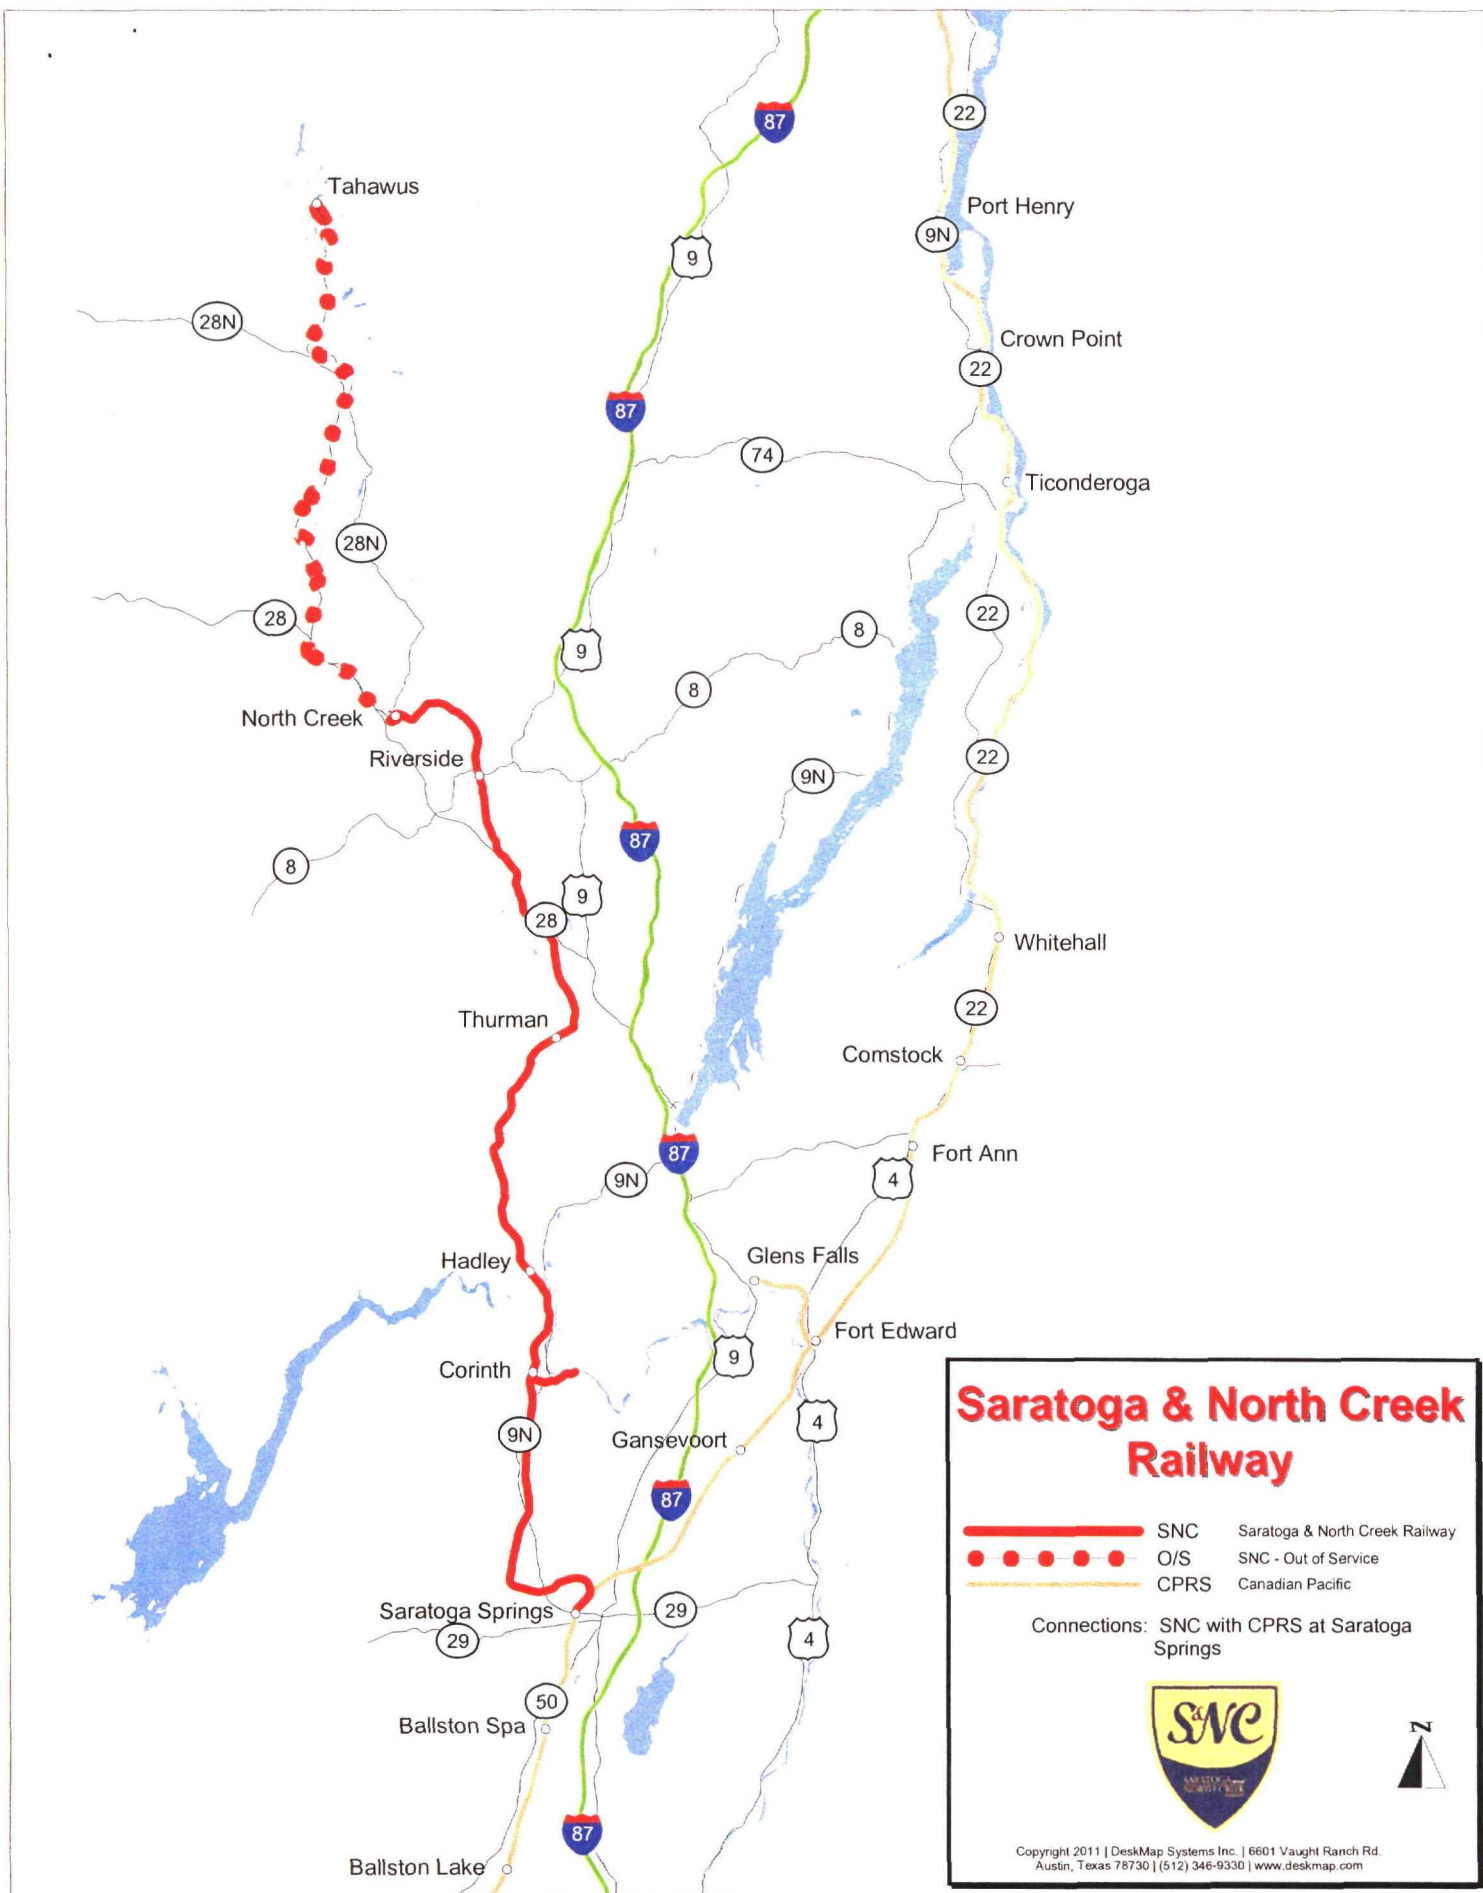 87
22
Tahawus
Port Henry
9N
9
28N
Crown Point
22
87
74
Ticonderoga
28N
28
22
8
9
8
North Creek
Riverside
22
9N
87
8
9
28
Whitehall
22
Thurman
Comstock
87
Fort Ann
9N
4
Glens Falls
Hadley
Fort Edward
9
Corinth
4
9N
Gansevoort
87
Saratoga Springs
29
29
4
50
Ballston Spa
87
Ballston Lake
Saratoga & North Creek
Railway
SNC Saratoga & North Creek Railway
O/S SNC - Out of Service
CPRS Canadian Pacific
Connections: SNC with CPRS at Saratoga
Springs
S&NC
SARATOGA
NORTH CREEK
N
Copyright 2011 | DeskMap Systems Inc. | 6601 Vaught Ranch Rd.
Austin, Texas 78730 | (512) 346-9330 | www.deskmap.com